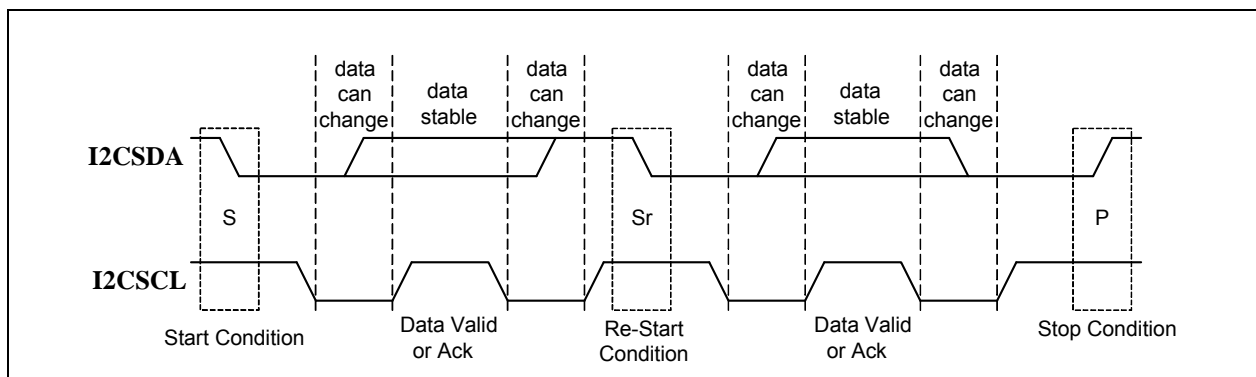 data
can
change
data
stable
data
can
change
data
can
change
data
stable
data
can
change
I2CSDA
S
Sr
P
I2CSCL
Start Condition
Data Valid
or Ack
Re-Start
Condition
Data Valid
or Ack
Stop Condition